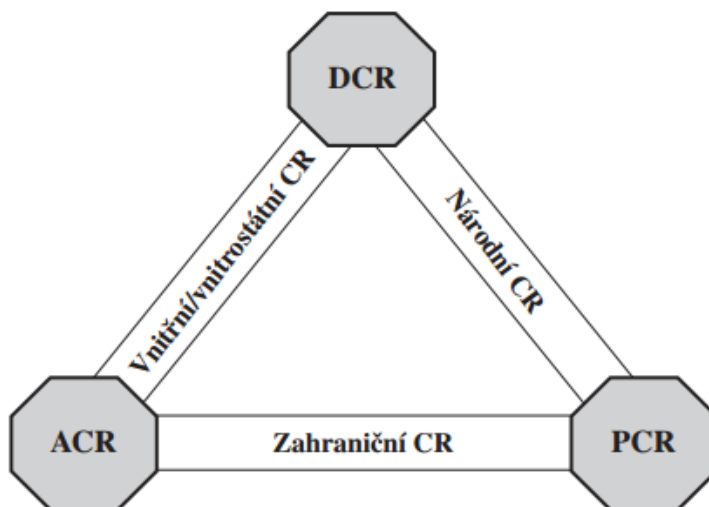 DCR
Vnitřní/vnitrostátní CR
Národní CR
ACR
Zahraniční CR
PCR